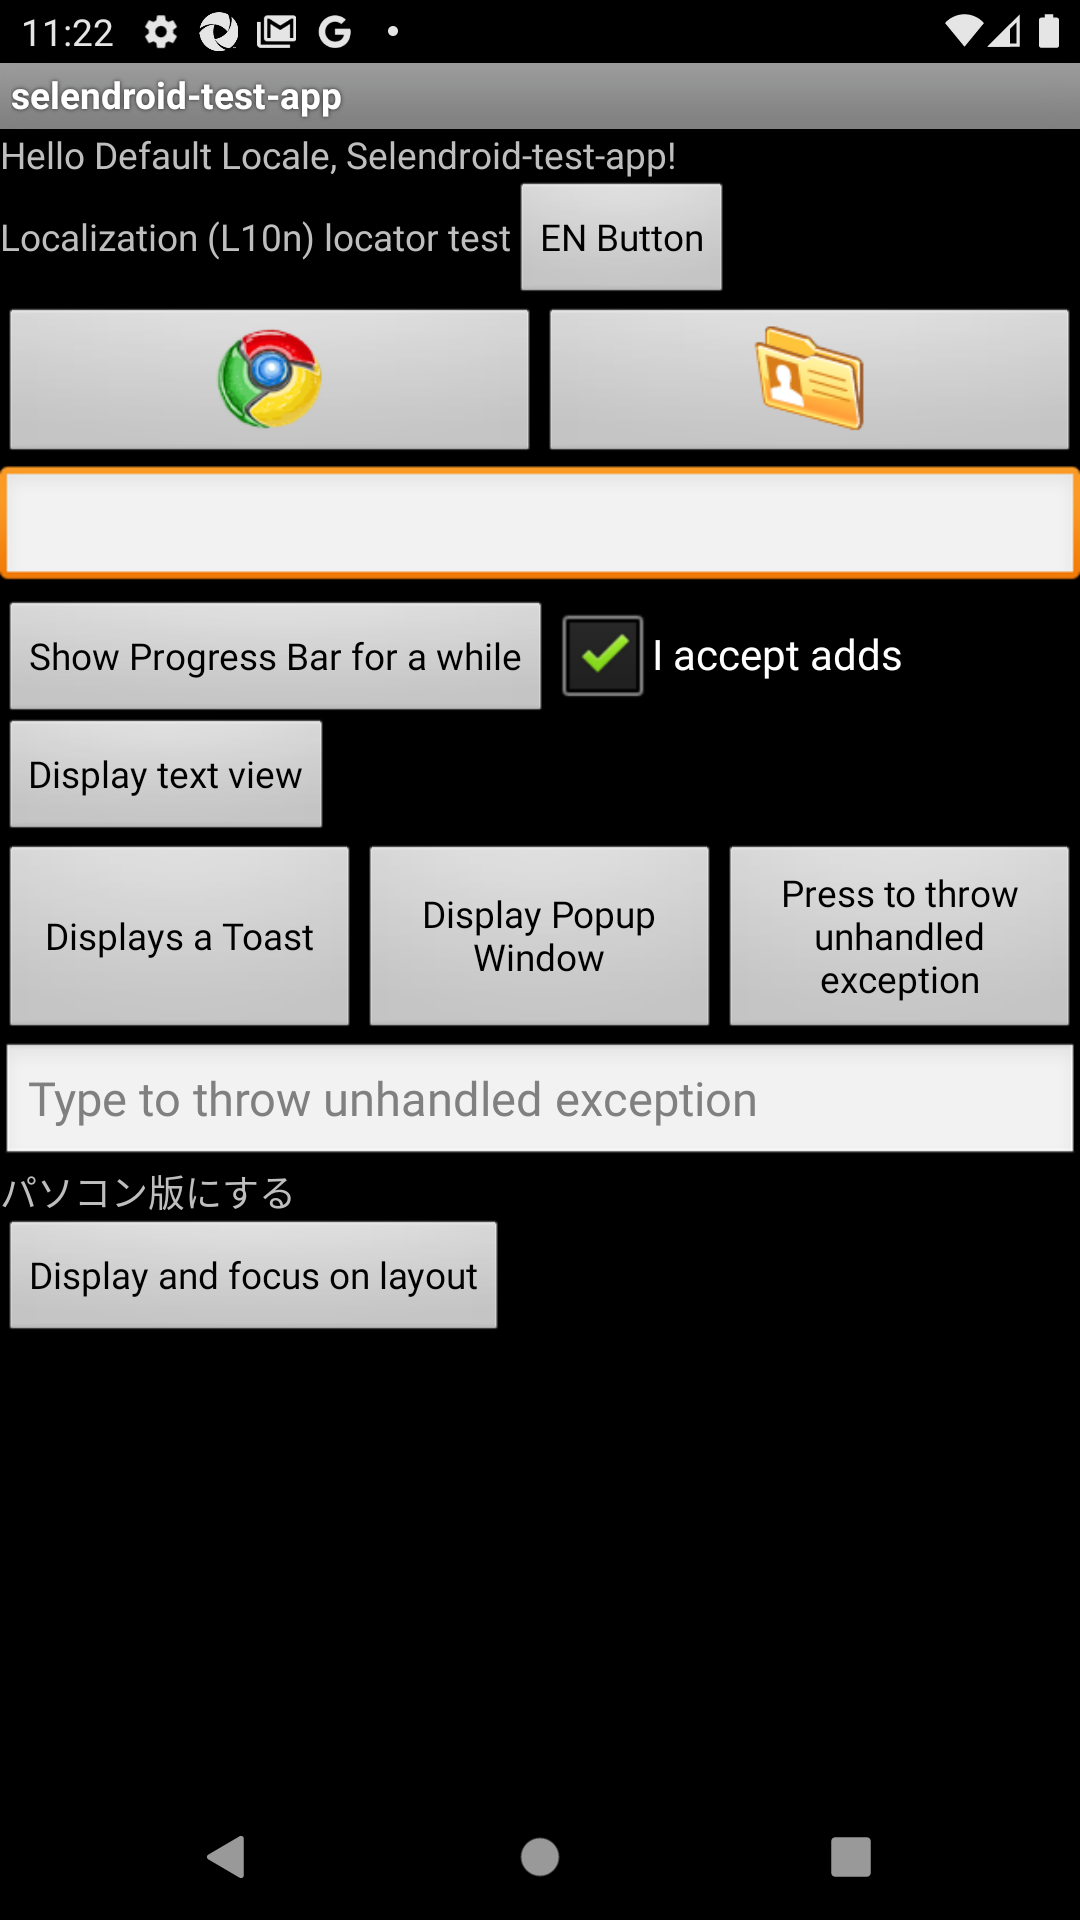 11:22
selendroid-test-app
Hello Default Locale, Selendroid-test-app!
Localization (L10n) locator test
EN Button
Show Progress Bar for a while
I accept adds
Display text view
Displays a Toast
Display Popup
Window
Press to throw
unhandled
exception
Type to throw unhandled exception
パソコン版にする
Display and focus on layout